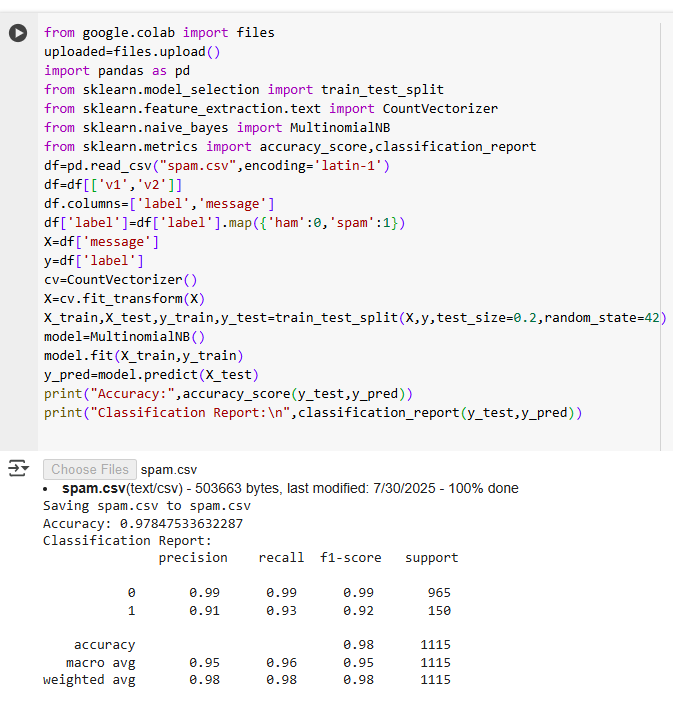 from google.colab import files
uploaded=files.upload()
import pandas as pd
from sklearn.model_selection import train_test_split
from sklearn.feature_extraction.text import CountVectorizer
from sklearn.naive_bayes import MultinomialNB
from sklearn.metrics import accuracy_score,classification_report
df=pd.read_csv("spam.csv",encoding='latin-1')
df=df[['v1','v2']]
df.columns=['label','message']
df['label']=df['label'].map({'ham':0,'spam':1})
X=df['message']
y=df['label']
cv=CountVectorizer()
X=cv.fit_transform(X)
X_train,X_test,y_train,y_test=train_test_split(X,y,test_size=0.2,random_state=42)
model=MultinomialNB()
model.fit(X_train,y_train)
y_pred=model.predict(X_test)
print("Accuracy:",accuracy_score(y_test,y_pred))
print("Classification Report:\n",classification_report(y_test,y_pred))
Choose Files spam.csv
• spam.csv(text/csv) - 503663 bytes, last modified: 7/30/2025 - 100% done
Saving spam.csv to spam.csv
Accuracy: 0.97847533632287
Classification Report:
precision recall f1-score support
0 0.99 0.99 0.99 965
1 0.91 0.93 0.92 150
accuracy 0.98 1115
macro avg 0.95 0.96 0.95 1115
weighted avg 0.98 0.98 0.98 1115